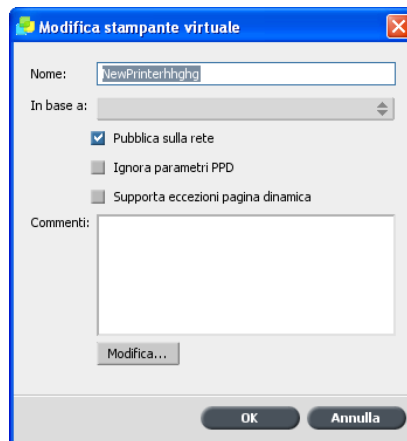 Modifica stampante virtuale
Nome: NewPrinterhhghg
In base a:
Pubblica sulla rete
Ignora parametri PPD
Supporta eccezioni pagina dinamica
Commenti:
Modifica...
OK Annulla